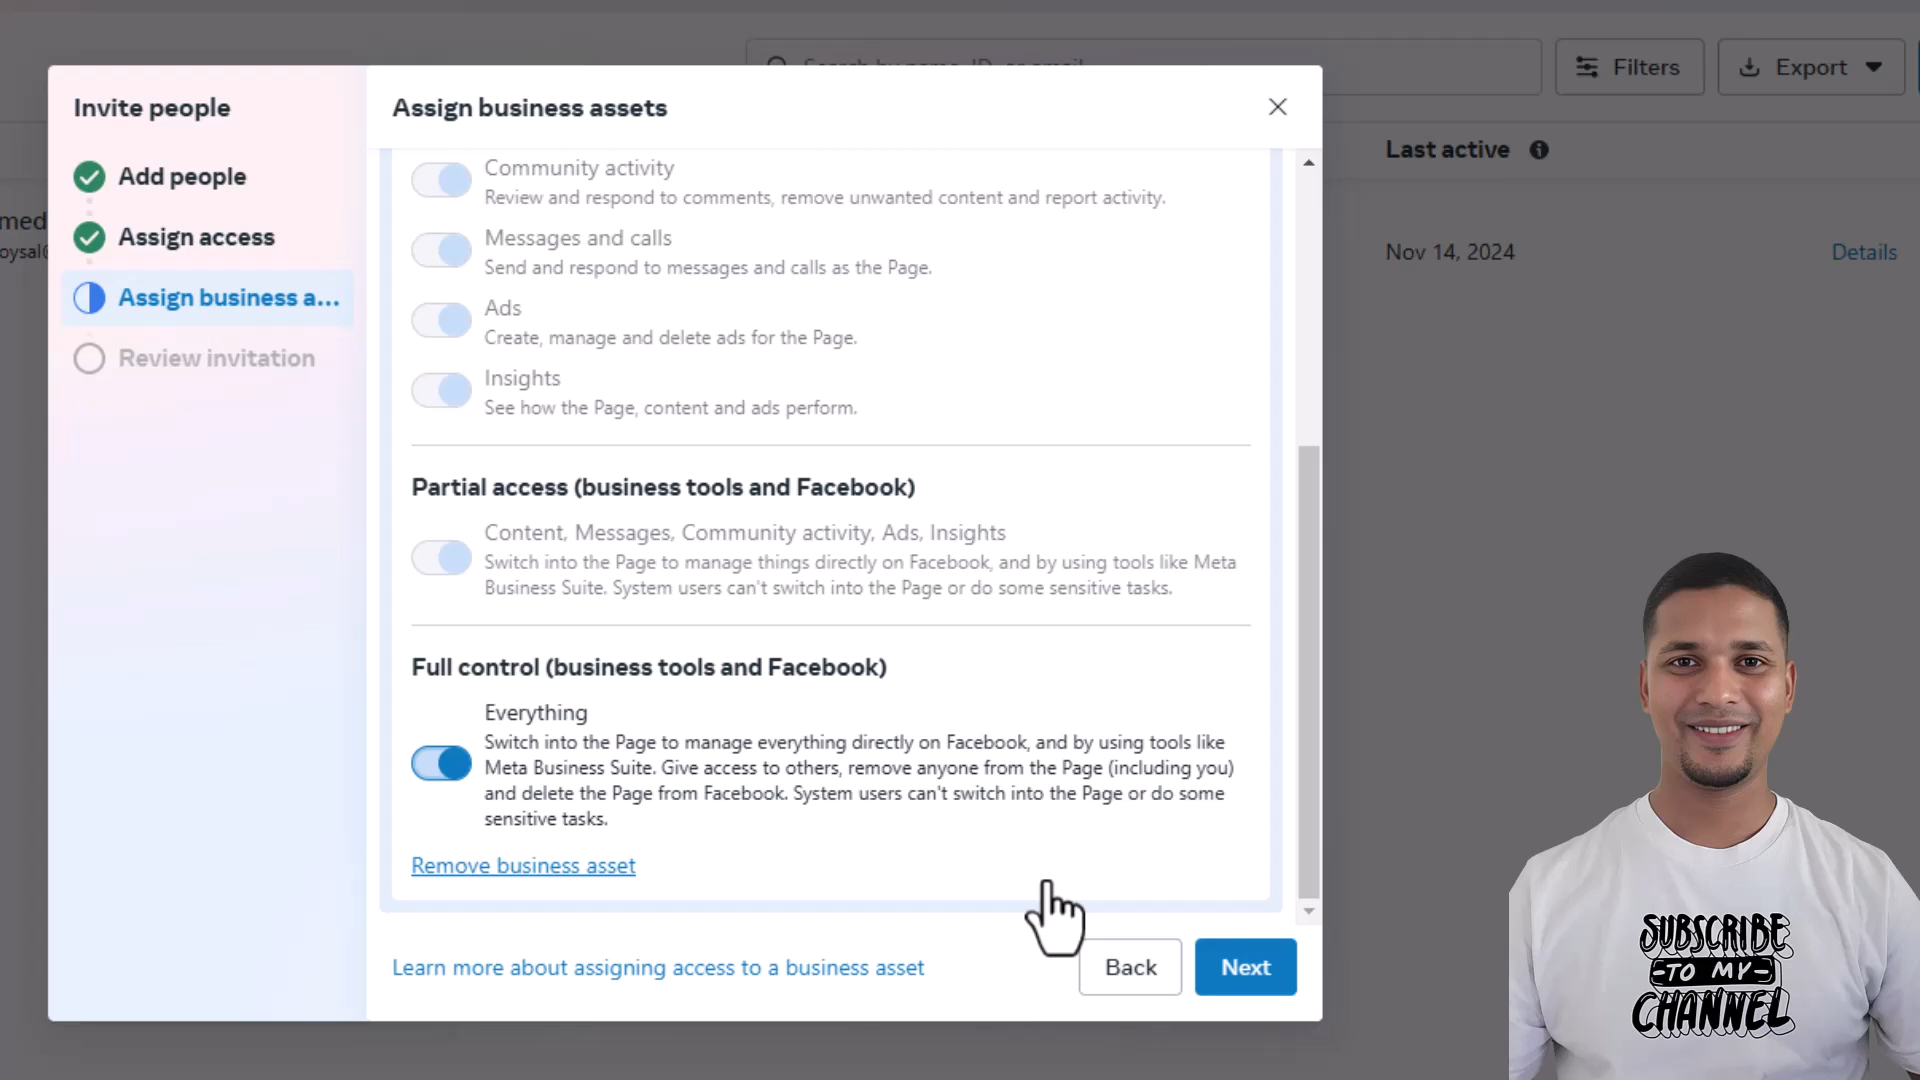 Search by name, ID, or email
Filters
Export
Invite people
Add people
Assign access
Assign business a...
Review invitation
Assign business assets
Community activity
Review and respond to comments, remove unwanted content and report activity.
Messages and calls
Send and respond to messages and calls as the Page.
Ads
Create, manage and delete ads for the Page.
Insights
See how the Page, content and ads perform.
Partial access (business tools and Facebook)
Content, Messages, Community activity, Ads, Insights
Switch into the Page to manage things directly on Facebook, and by using tools like Meta
Business Suite. System users can't switch into the Page or do some sensitive tasks.
Full control (business tools and Facebook)
Everything
Switch into the Page to manage everything directly on Facebook, and by using tools like
Meta Business Suite. Give access to others, remove anyone from the Page (including you)
and delete the Page from Facebook. System users can't switch into the Page or do some
sensitive tasks.
Remove business asset
Learn more about assigning access to a business asset
Back
Next
Last active
med
oysal@
Nov 14, 2024
Details
SUBSCRIBE
-TO MY-
CHANNEL